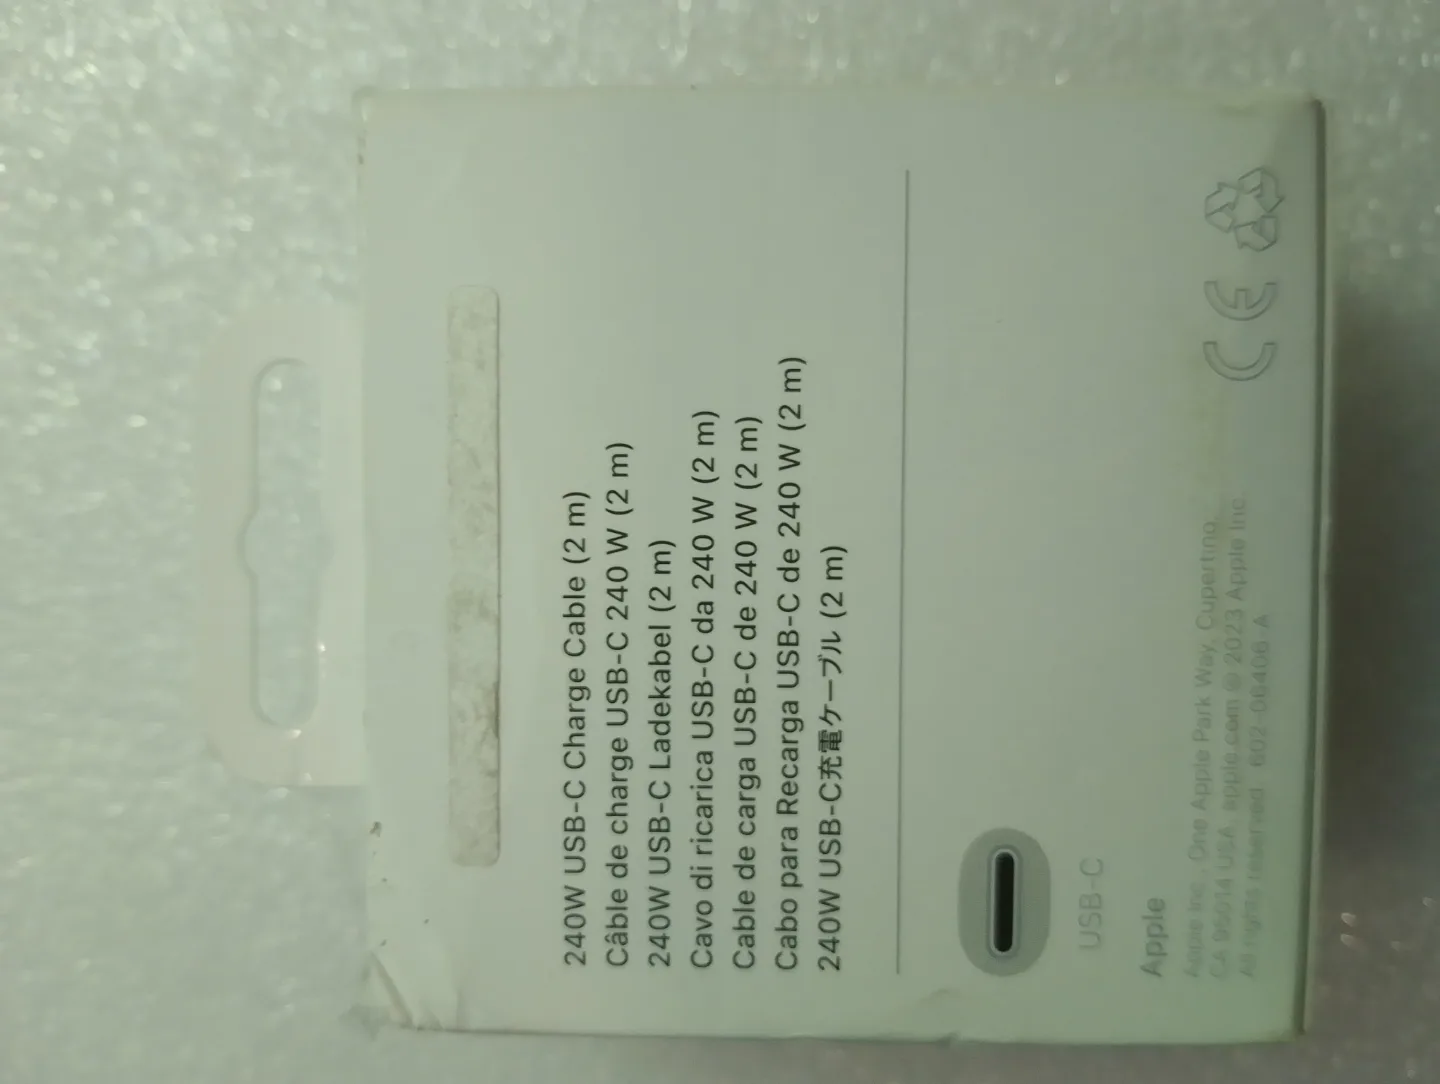 240W USB-C Charge Cable (2 m)
Câble de charge USB-C 240 W (2 m)
240W USB-C Ladekabel (2 m)
Cavo di ricarica USB-C da 240 W (2 m)
Cable de carga USB-C de 240 W (2 m)
Cabo para Recarga USB-C de 240 W (2 m)
240W USB-C充電ケーブル (2 m)
USB-C
Apple
Apple Inc., One Apple Park Way, Cupertino,
CA 95014 USA. apple.com © 2023 Apple Inc.
All rights reserved. 602-06406 A
CE